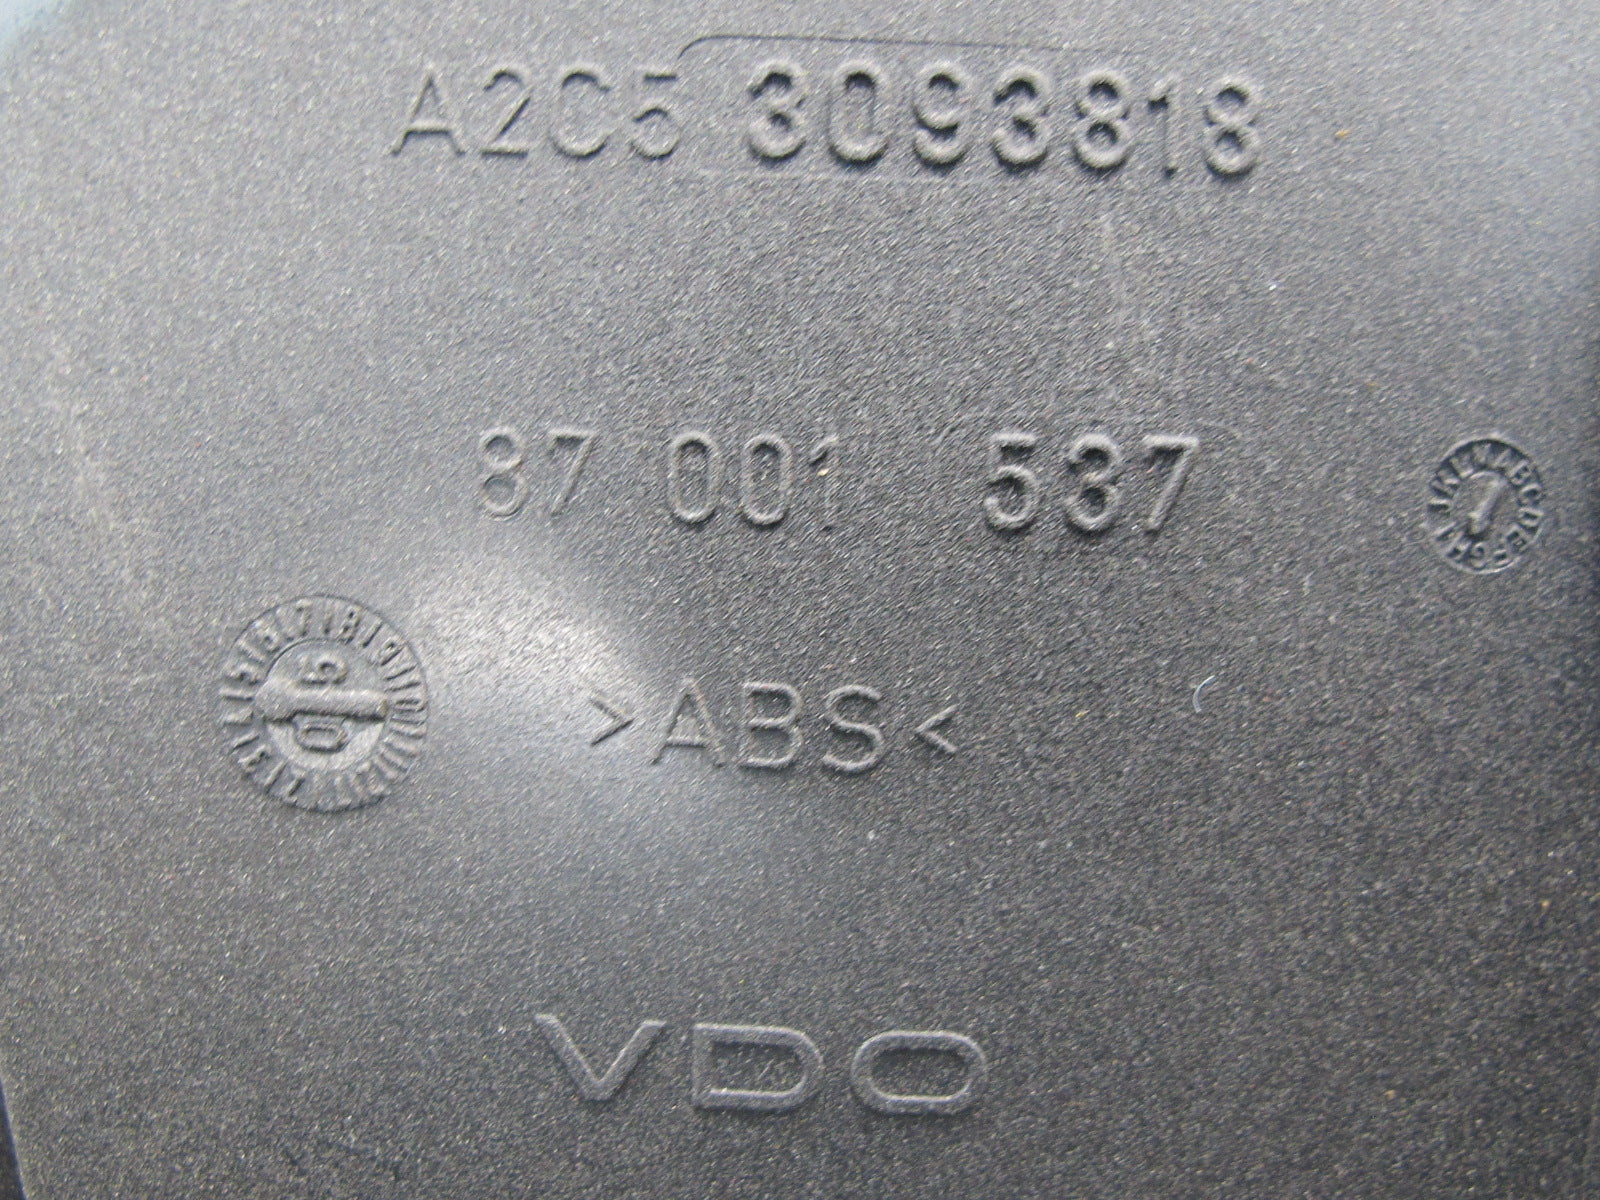 A2C5 3093818
87 001 537
>ABS<
VDO